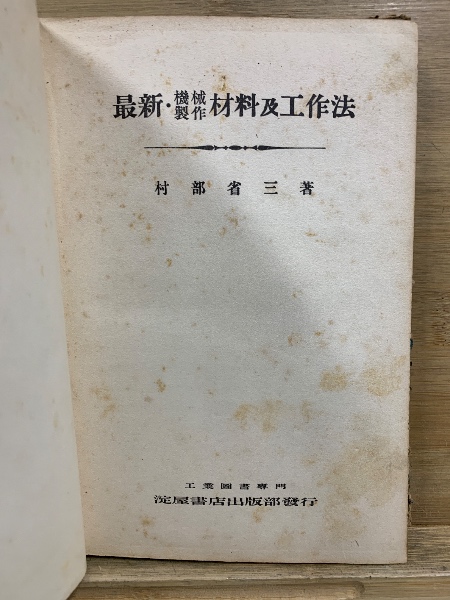 最新・機械製作材料及工作法
村部省三著
工業圖書專門
淀屋書店出版部發行